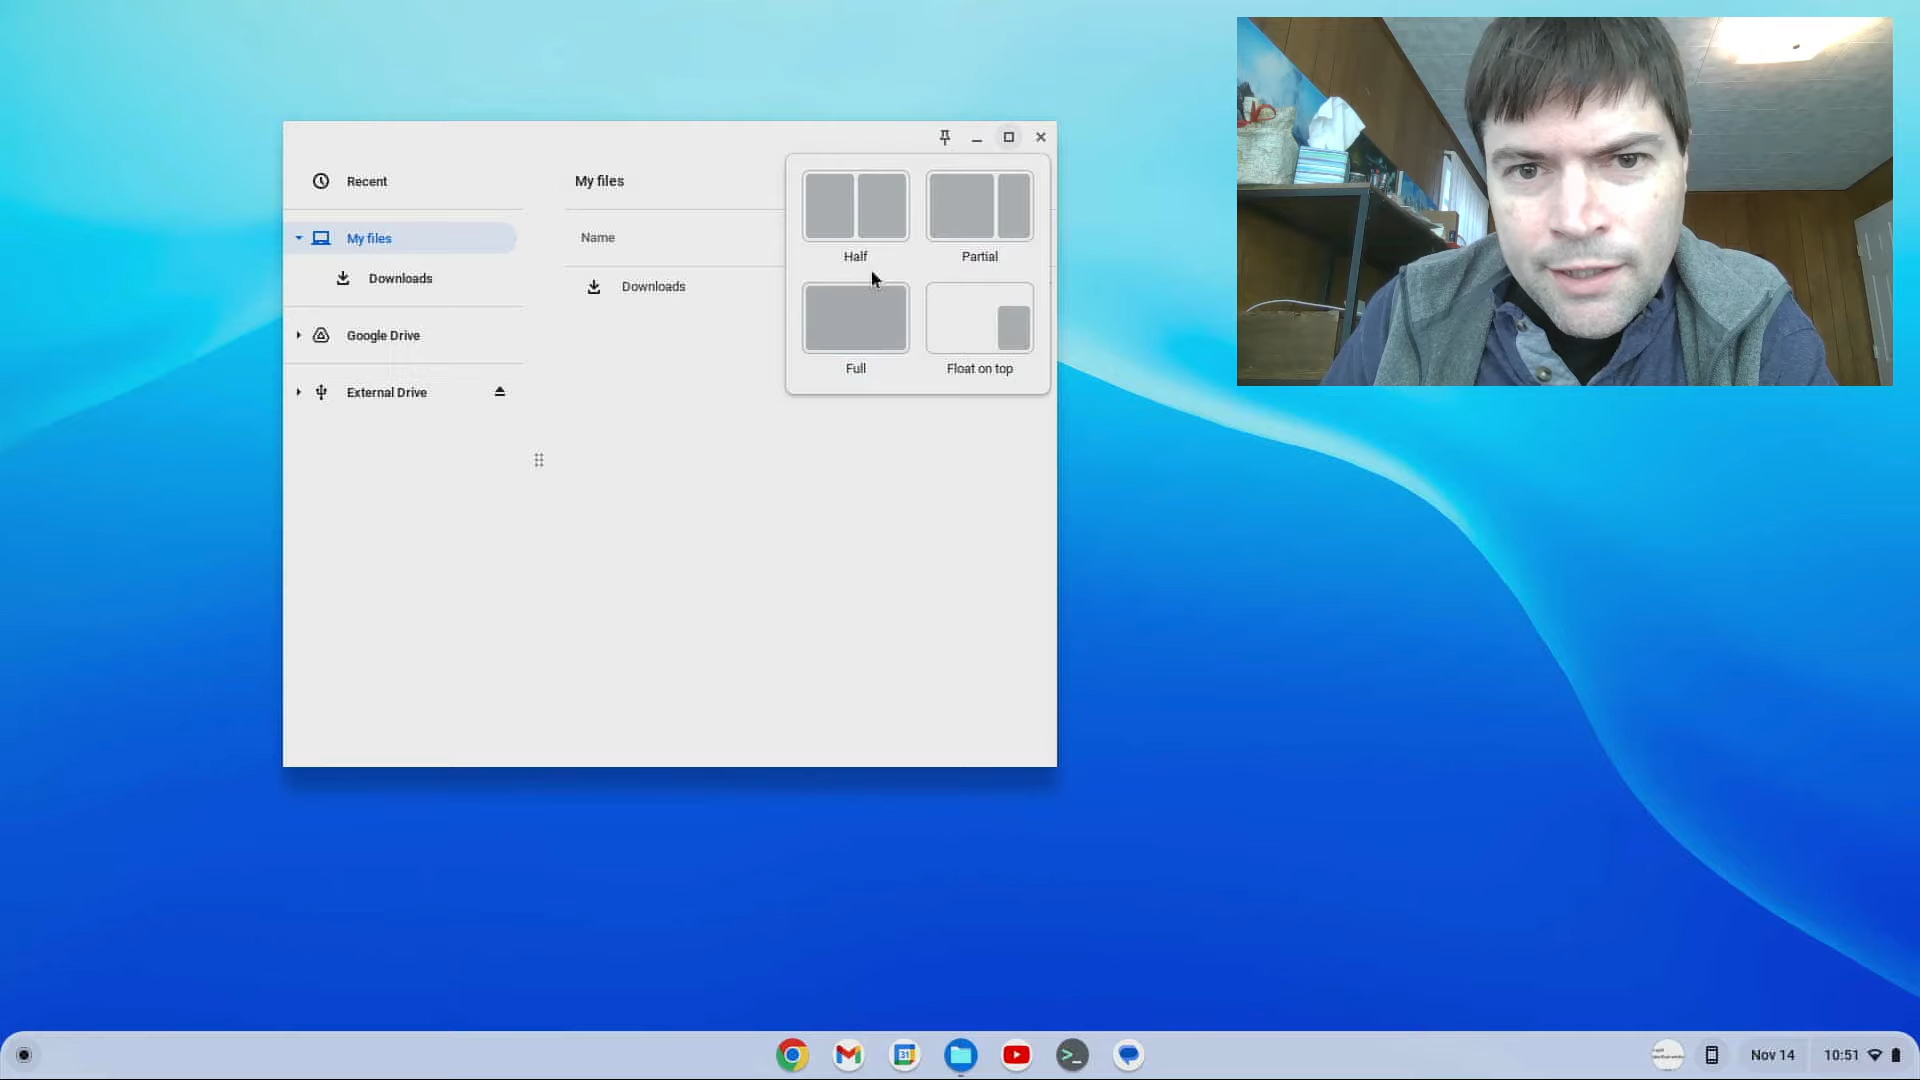 Recent
My files
Downloads
Google Drive
External Drive
My files
Name
Downloads
Half
Partial
Full
Float on top
31
Nov 14
10:51